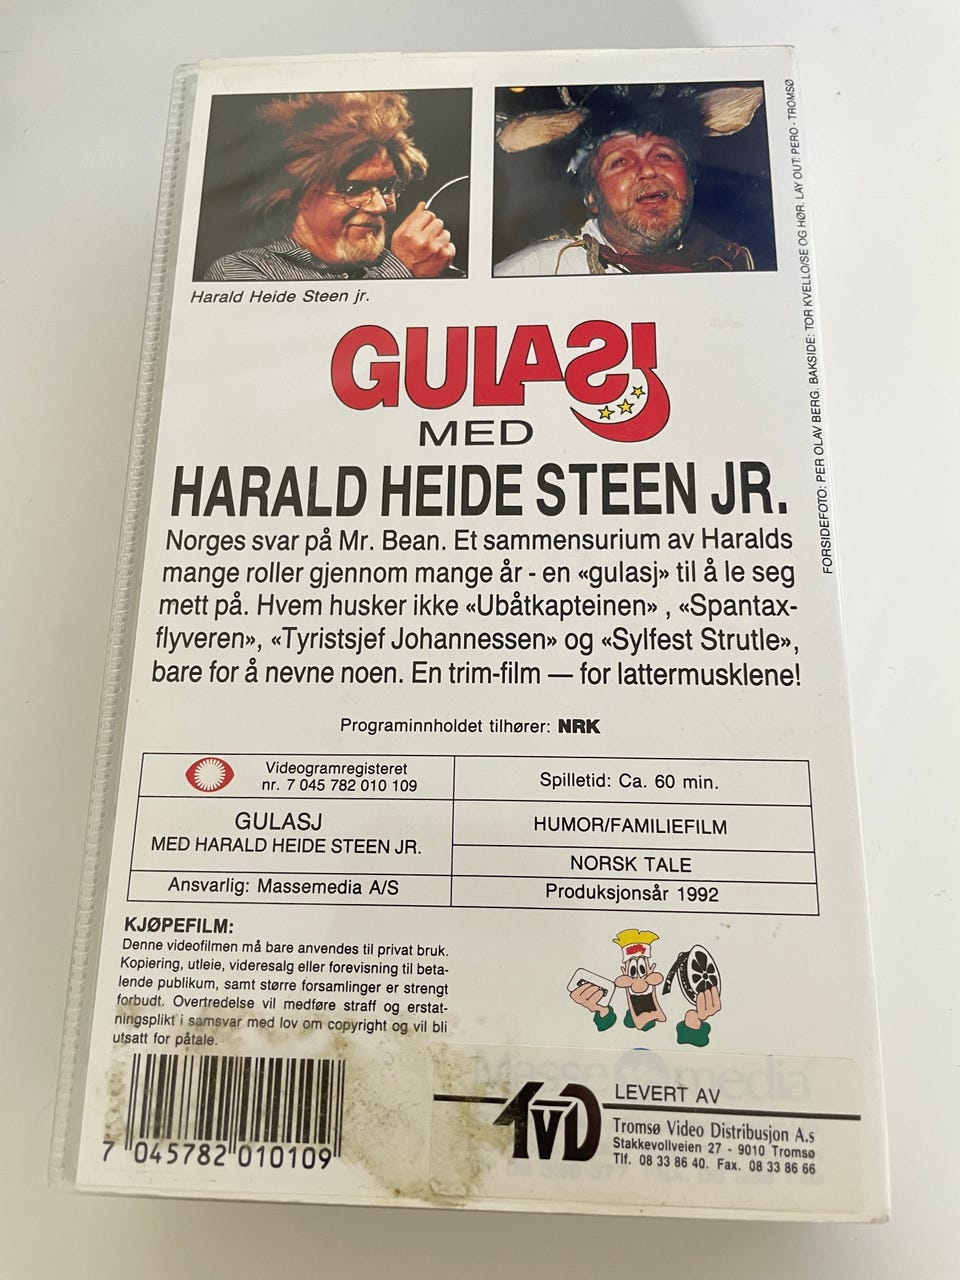 Harald Heide Steen jr.
GULASJ
MED
HARALD HEIDE STEEN JR.
Norges svar på Mr. Bean. Et sammensurium av Haralds
mange roller gjennom mange år - en «gulasj» til å le seg
mett på. Hvem husker ikke «Ubåtkapteinen» , «Spantax-
flyveren», «Tyristsjef Johannessen» og «Sylfest Strutle»,
bare for å nevne noen. En trim-film — for lattermusklene!
Programinnholdet tilhører: NRK
Videogramregisteret
nr. 7 045 782 010 109
Spilletid: Ca. 60 min.
GULASJ
MED HARALD HEIDE STEEN JR.
HUMOR/FAMILIEFILM
NORSK TALE
Ansvarlig: Massemedia A/S
Produksjonsår 1992
KJØPEFILM:
Denne videofilmen må bare anvendes til privat bruk.
Kopiering, utleie, videresalg eller forevisning til beta-
lende publikum, samt større forsamlinger er strengt
forbudt. Overtredelse vil medføre straff og erstat-
ningsplikt i samsvar med lov om copyright og vil bli
utsatt for påtale.
7 045782 010109
Massemedia
TVD
LEVERT AV
Tromsø Video Distribusjon A.s
Stakkevollveien 27 - 9010 Tromsø
Tlf. 08 33 86 40. Fax. 08 33 86 66
FORSIDEFOTO: PER OLAV BERG. BAKSIDE: TOR KVELLO/SE OG HØR. LAY OUT: PERO - TROMSØ